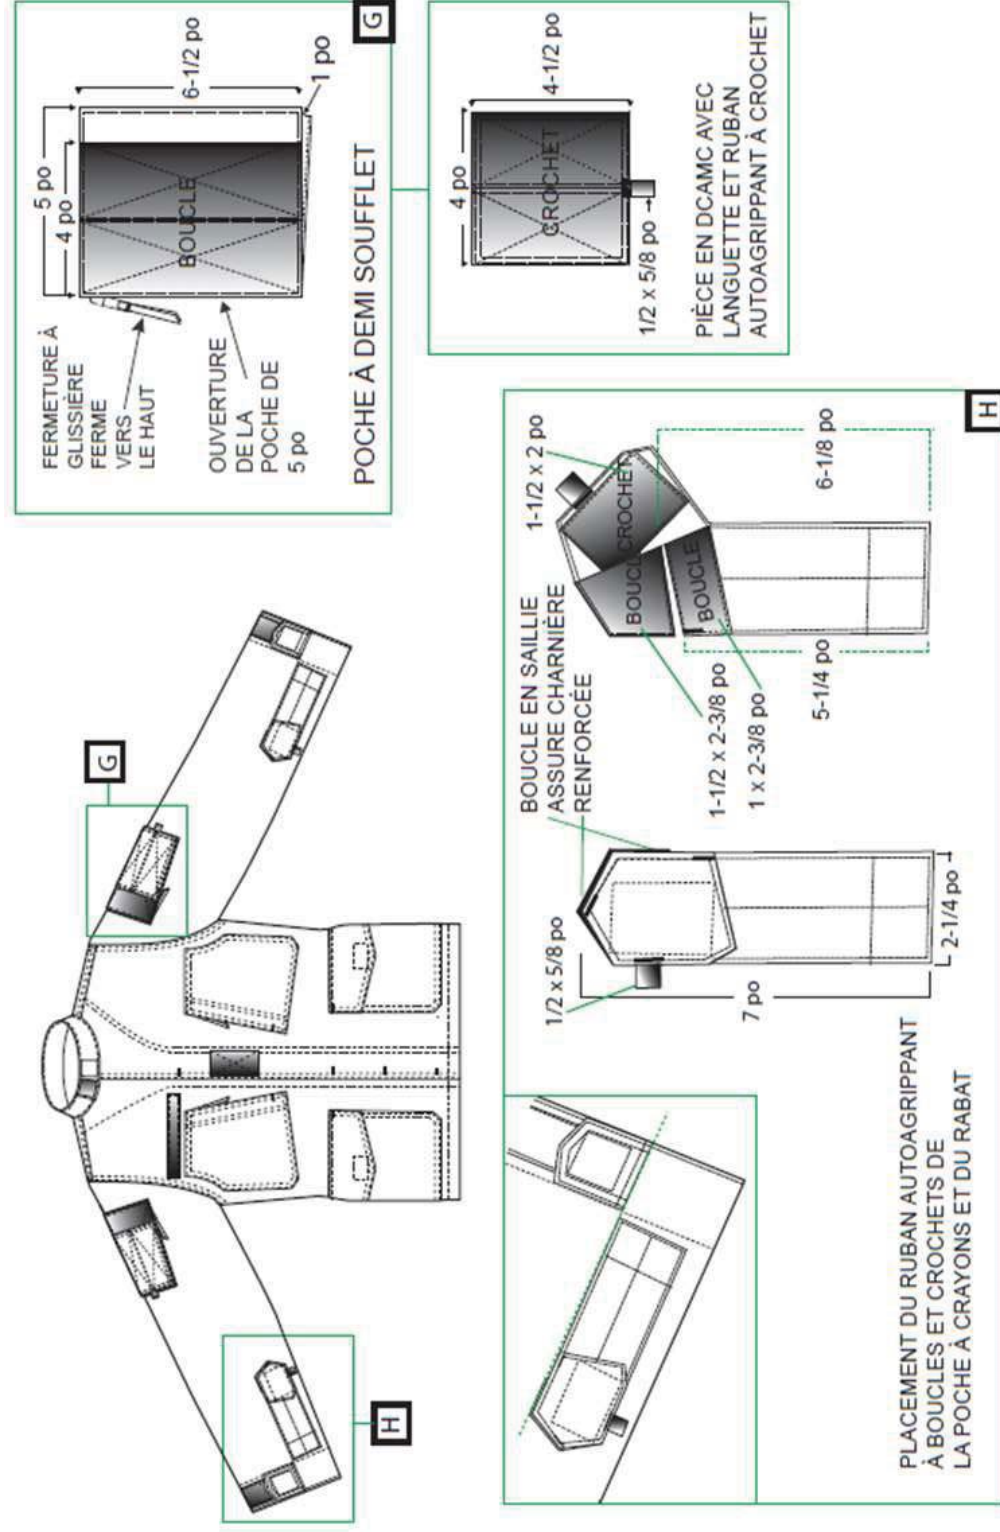 G
H
FERMETURE À
GLISSIÈRE
FERME
VERS
LE HAUT
OUVERTURE
DE LA
POCHE DE
5 po
5 po
4 po
BOUCLE
6-1/2 po
1 po
POCHE À DEMI SOUFFLET
G
4 po
CROCHET
4-1/2 po
1/2 x 5/8 po
PIÈCE EN DCAMC AVEC
LANGUETTE ET RUBAN
AUTOAGRIPPANT À CROCHET
1/2 x 5/8 po
7 po
2-1/4 po
BOUCLE EN SAILLIE
ASSURE CHARNIÈRE
RENFORCÉE
1-1/2 x 2 po
BOUCLE
CROCHET
BOUCLE
1-1/2 x 2-3/8 po
1 x 2-3/8 po
5-1/4 po
6-1/8 po
PLACEMENT DU RUBAN AUTOAGRIPPANT
À BOUCLES ET CROCHETS DE
LA POCHE À CRAYONS ET DU RABAT
H